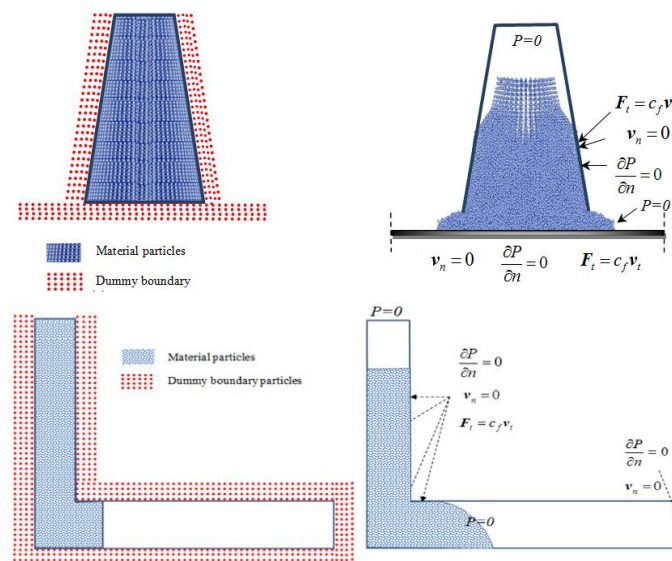 P=0
F_t = c_f v
v_n = 0
∂P/∂n = 0
P=0
v_n = 0 ∂P/∂n = 0 F_t = c_f v_t
Material particles
Dummy boundary
Material particles
Dummy boundary particles
P=0
∂P/∂n = 0
v_n = 0
F_t = c_f v_t
∂P/∂n = 0
v_n = 0
P=0